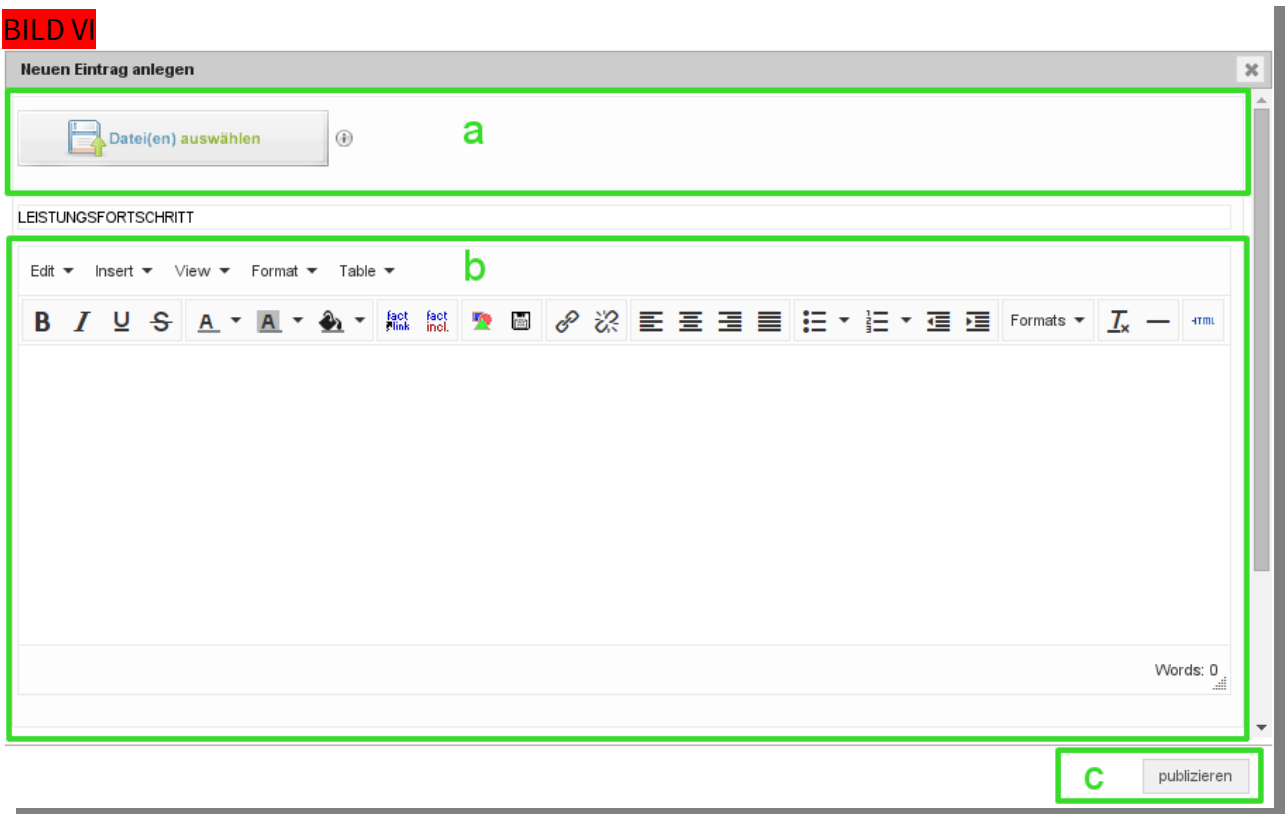 BILD VI
Neuen Eintrag anlegen
Datei(en) auswählen
a
LEISTUNGSFORTSCHRITT
Edit Insert View Format Table
b
B I U S A A fact link fact incl. Formats Tx HTML
Words: 0
c publizieren